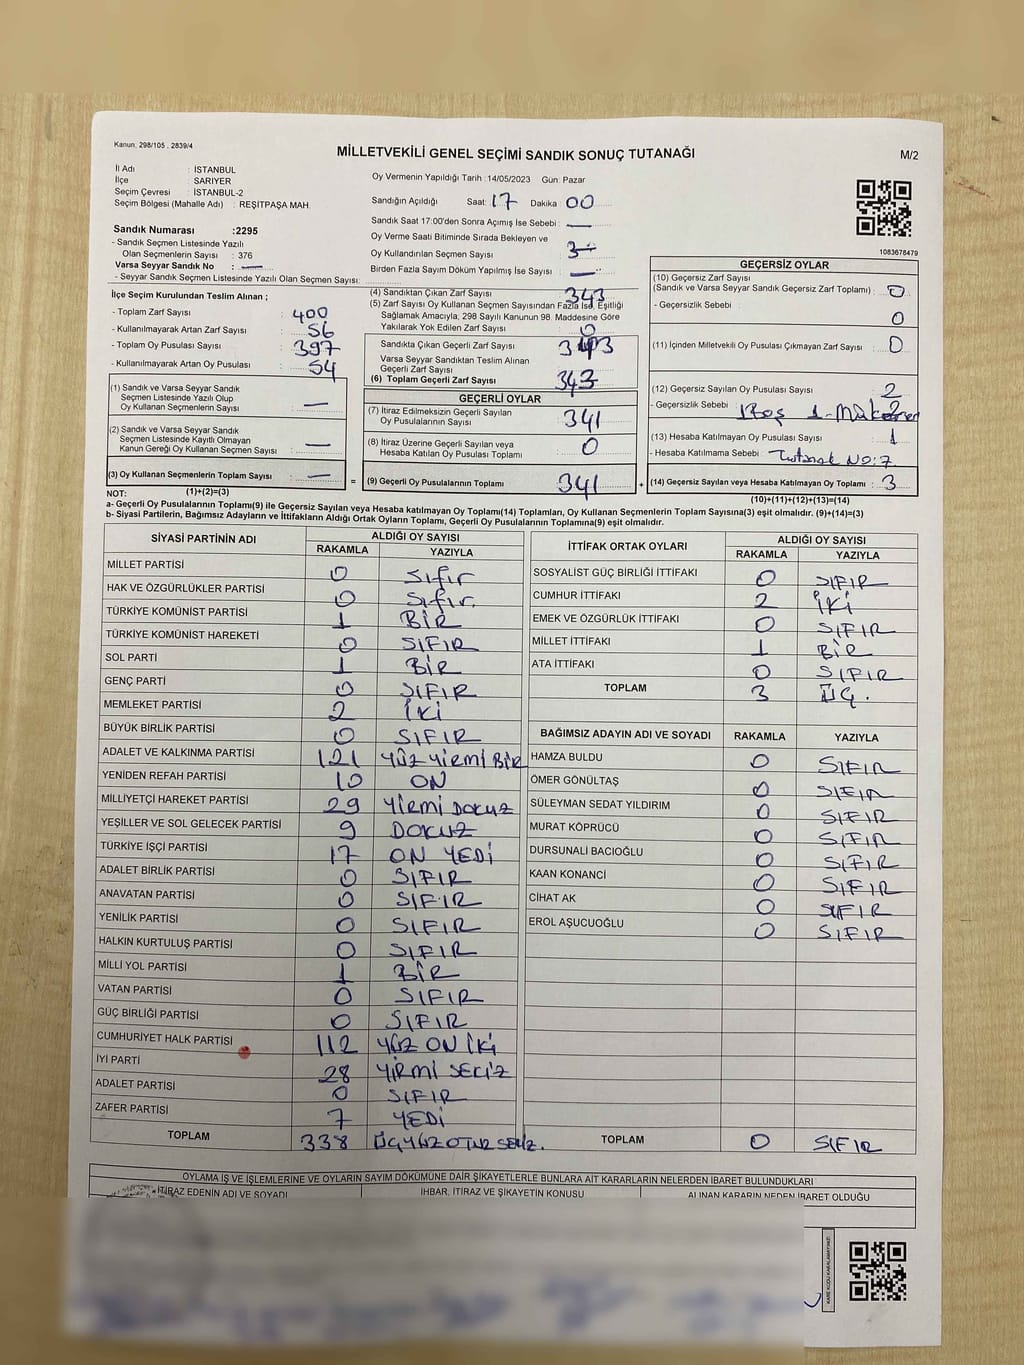 Kanun, 298/105 , 2839/4
MİLLETVEKİLİ GENEL SEÇİMİ SANDIK SONUÇ TUTANAĞI
M/2
İl Adı : İSTANBUL
İlçe : SARIYER
Seçim Çevresi : İSTANBUL-2
Seçim Bölgesi (Mahalle Adı) : REŞİTPAŞA MAH.
Oy Vermenin Yapıldığı Tarih :14/05/2023 Gün: Pazar
Sandığın Açıldığı Saat: 17 Dakika 00
Sandık Saat 17:00'den Sonra Açımış İse Sebebi : —
Oy Verme Saati Bitiminde Sırada Bekleyen ve
Oy Kullandırılan Seçmen Sayısı : 3
Birden Fazla Sayım Döküm Yapılmış İse Sayısı : —
Sandık Numarası :2295
- Sandık Seçmen Listesinde Yazılı
Olan Seçmenlerin Sayısı : 376
Varsa Seyyar Sandık No : —
- Seyyar Sandık Seçmen Listesinde Yazılı Olan Seçmen Sayısı:
1083678479
İlçe Seçim Kurulundan Teslim Alınan ;
- Toplam Zarf Sayısı : 400
- Kullanılmayarak Artan Zarf Sayısı : 56
- Toplam Oy Pusulası Sayısı : 397
- Kullanılmayarak Artan Oy Pusulası : 54
(1) Sandık ve Varsa Seyyar Sandık
Seçmen Listesinde Yazılı Olup
Oy Kullanan Seçmenlerin Sayısı : —
(2) Sandık ve Varsa Seyyar Sandık
Seçmen Listesinde Kayıtlı Olmayan
Kanun Gereği Oy Kullanan Seçmen Sayısı : —
(3) Oy Kullanan Seçmenlerin Toplam Sayısı : —
(1)+(2)=(3)
(4) Sandıktan Çıkan Zarf Sayısı : 343
(5) Zarf Sayısı Oy Kullanan Seçmen Sayısından Fazla İse, Eşitliği
Sağlamak Amacıyla, 298 Sayılı Kanunun 98. Maddesine Göre
Yakılarak Yok Edilen Zarf Sayısı : 0
Sandıkta Çıkan Geçerli Zarf Sayısı : 343
Varsa Seyyar Sandıktan Teslim Alınan
Geçerli Zarf Sayısı :
(6) Toplam Geçerli Zarf Sayısı : 343
GEÇERLİ OYLAR
(7) İtiraz Edilmeksizin Geçerli Sayılan
Oy Pusulalarının Sayısı : 341
(8) İtiraz Üzerine Geçerli Sayılan veya
Hesaba Katılan Oy Pusulası Toplamı : 0
= (9) Geçerli Oy Pusulalarının Toplamı : 341 +
GEÇERSİZ OYLAR
(10) Geçersiz Zarf Sayısı
(Sandık ve Varsa Seyyar Sandık Geçersiz Zarf Toplamı) : 0
- Geçersizlik Sebebi : 0
(11) İçinden Milletvekili Oy Pusulası Çıkmayan Zarf Sayısı : 0
(12) Geçersiz Sayılan Oy Pusulası Sayısı : 2
- Geçersizlik Sebebi : 1 Boş 1-Mükerrer
(13) Hesaba Katılmayan Oy Pusulası Sayısı : 1
- Hesaba Katılmama Sebebi : Tutanak NO:7
(14) Geçersiz Sayılan veya Hesaba Katılmayan Oy Toplamı : 3
(10)+(11)+(12)+(13)=(14)
NOT:
a- Geçerli Oy Pusulalarının Toplamı(9) ile Geçersiz Sayılan veya Hesaba katılmayan Oy Toplamı(14) Toplamları, Oy Kullanan Seçmenlerin Toplam Sayısına(3) eşit olmalıdır. (9)+(14)=(3)
b- Siyasi Partilerin, Bağımsız Adayların ve İttifakların Aldığı Ortak Oyların Toplamı, Geçerli Oy Pusulalarının Toplamına(9) eşit olmalıdır.
SİYASİ PARTİNİN ADI ALDIĞI OY SAYISI
RAKAMLA YAZIYLA
MİLLET PARTİSİ 0 Sıfır
HAK VE ÖZGÜRLÜKLER PARTİSİ 0 Sıfır.
TÜRKİYE KOMÜNİST PARTİSİ 1 BİR
TÜRKİYE KOMÜNİST HAREKETİ 0 SIFIR
SOL PARTİ 1 BİR
GENÇ PARTİ 0 SIFIR
MEMLEKET PARTİSİ 2 İKİ
BÜYÜK BİRLİK PARTİSİ 0 SIFIR
ADALET VE KALKINMA PARTİSİ 121 YÜZ YİRMİ BİR
YENİDEN REFAH PARTİSİ 10 ON
MİLLİYETÇİ HAREKET PARTİSİ 29 YİRMİ DOKUZ
YEŞİLLER VE SOL GELECEK PARTİSİ 9 DOKUZ
TÜRKİYE İŞÇİ PARTİSİ 17 ON YEDİ
ADALET BİRLİK PARTİSİ 0 SIFIR
ANAVATAN PARTİSİ 0 SIFIR
YENİLİK PARTİSİ 0 SIFIR
HALKIN KURTULUŞ PARTİSİ 0 SIFIR
MİLLİ YOL PARTİSİ 1 BİR
VATAN PARTİSİ 0 SIFIR
GÜÇ BİRLİĞİ PARTİSİ 0 SIFIR
CUMHURİYET HALK PARTİSİ 112 YÜZ ON İKİ
İYİ PARTİ 28 YİRMİ SEKİZ
ADALET PARTİSİ 0 SIFIR
ZAFER PARTİSİ 7 YEDİ
TOPLAM 338 ÜÇYÜZ OTUZ SEKİZ.
İTTİFAK ORTAK OYLARI ALDIĞI OY SAYISI
RAKAMLA YAZIYLA
SOSYALİST GÜÇ BİRLİĞİ İTTİFAKI 0 SIFIR
CUMHUR İTTİFAKI 2 İKİ
EMEK VE ÖZGÜRLÜK İTTİFAKI 0 SIFIR
MİLLET İTTİFAKI 1 BİR
ATA İTTİFAKI 0 SIFIR
TOPLAM 3 ÜÇ.
BAĞIMSIZ ADAYIN ADI VE SOYADI RAKAMLA YAZIYLA
HAMZA BULDU 0 SIFIR
ÖMER GÖNÜLTAŞ 0 SIFIR
SÜLEYMAN SEDAT YILDIRIM 0 SIFIR
MURAT KÖPRÜCÜ 0 SIFIR
DURSUNALİ BACIOĞLU 0 SIFIR
KAAN KONANCİ 0 SIFIR
CİHAT AK 0 SIFIR
EROL AŞUCUOĞLU 0 SIFIR
TOPLAM 0 SIFIR
OYLAMA İŞ VE İŞLEMLERİNE VE OYLARIN SAYIM DÖKÜMÜNE DAİR ŞİKAYETLERLE BUNLARA AİT KARARLARIN NELERDEN İBARET BULUNDUKLARI
İTİRAZ EDENİN ADI VE SOYADI İHBAR, İTİRAZ VE ŞİKAYETİN KONUSU ALINAN KARARIN NEDEN İBARET OLDUĞU
KARE KODU KARALAMAYINIZ!